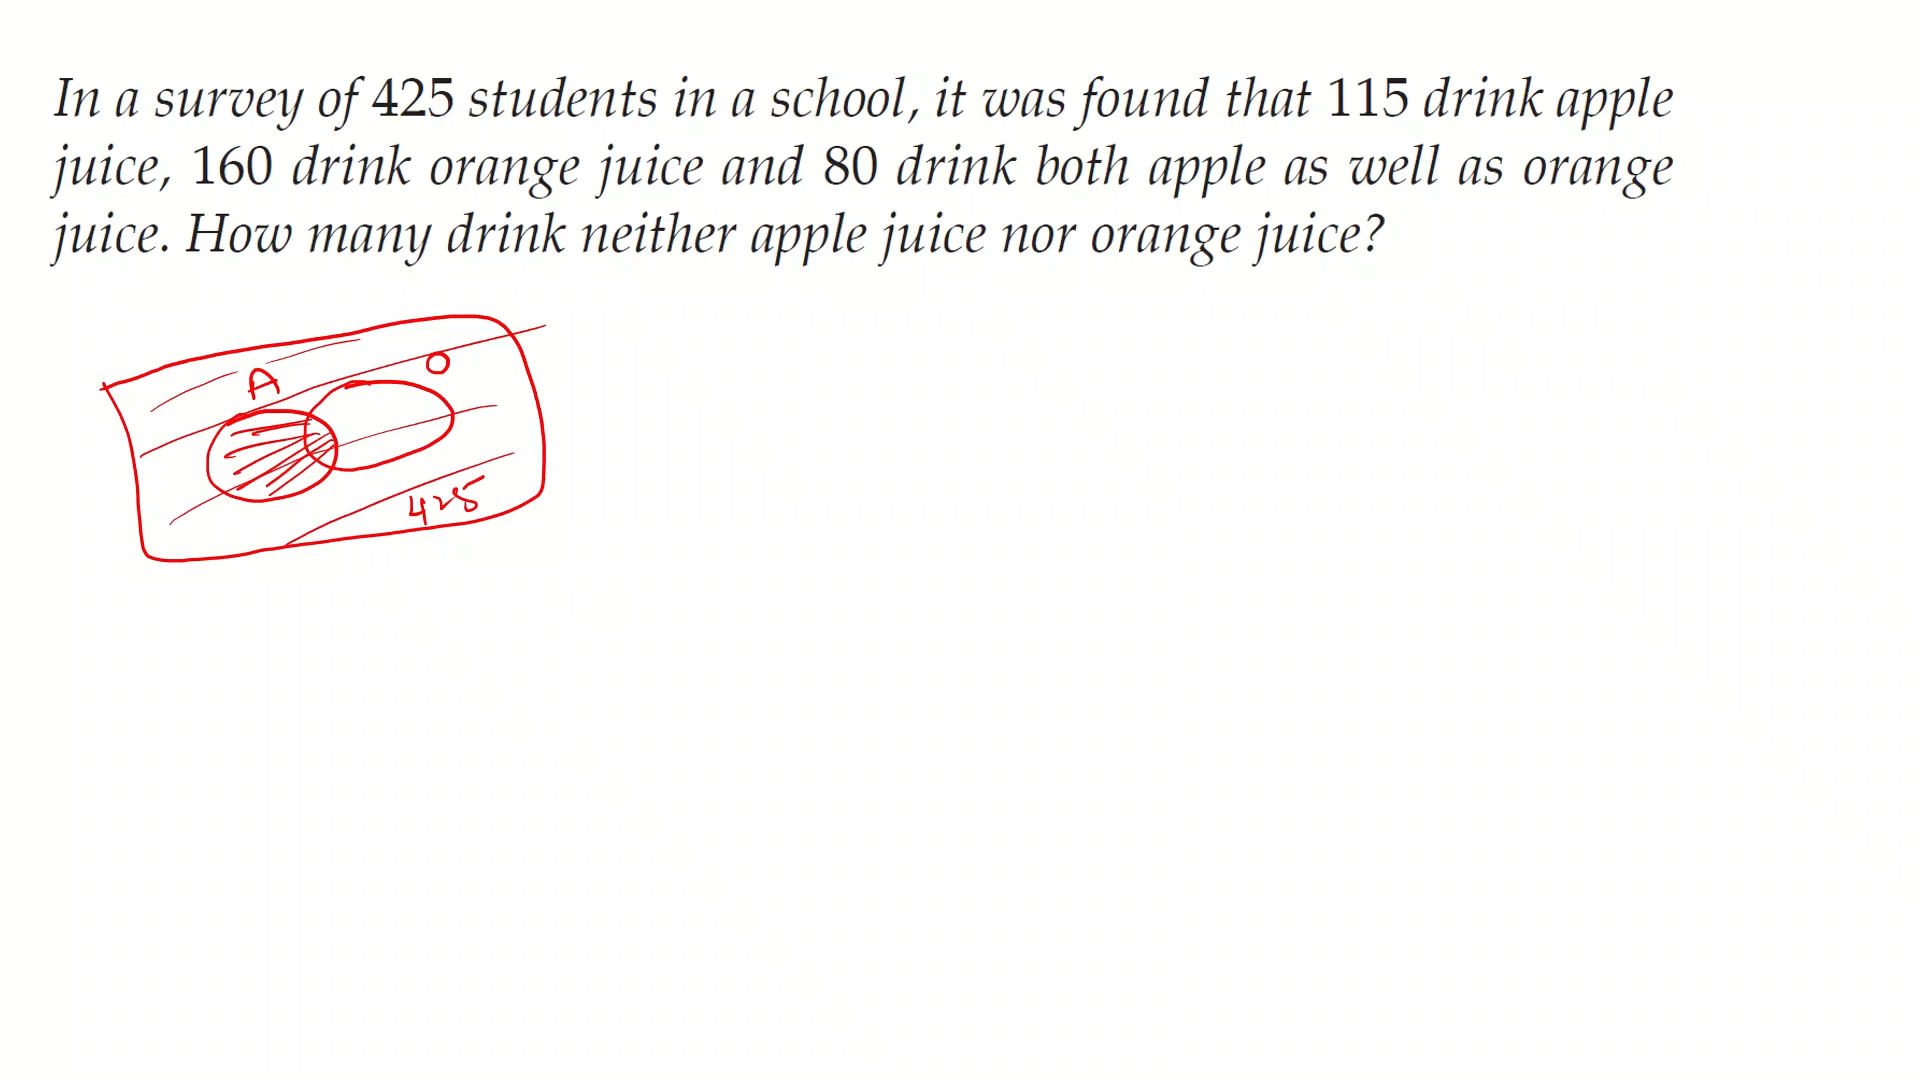 In a survey of 425 students in a school, it was found that 115 drink apple
juice, 160 drink orange juice and 80 drink both apple as well as orange
juice. How many drink neither apple juice nor orange juice?
A
O
425